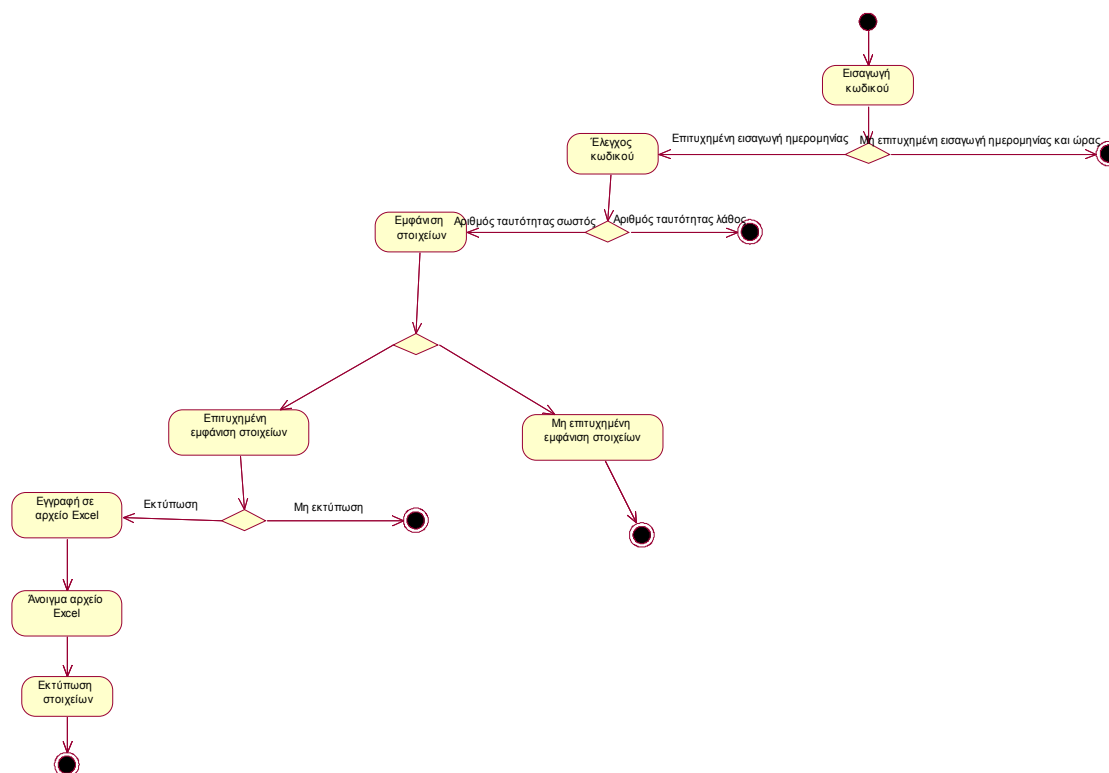 Εισαγωγή
κωδικού
Επιτυχημένη εισαγωγή ημερομηνίας
Μη επιτυχημένη εισαγωγή ημερομηνίας και ώρας
Έλεγχος
κωδικού
Εμφάνιση
στοιχείων
Αριθμός ταυτότητας σωστός
Αριθμός ταυτότητας λάθος
Επιτυχημένη
εμφάνιση στοιχείων
Μη επιτυχημένη
εμφάνιση στοιχείων
Εγγραφή σε
αρχείο Excel
Εκτύπωση
Μη εκτύπωση
Άνοιγμα αρχείο
Excel
Εκτύπωση
στοιχείων